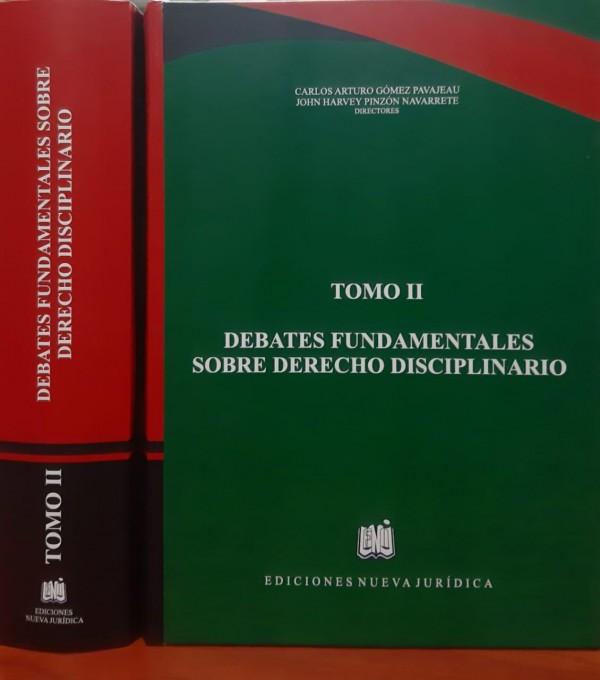 DEBATES FUNDAMENTALES SOBRE
DERECHO DISCIPLINARIO
TOMO II
EDICIONES
NUEVA JURÍDICA
CARLOS ARTURO GÓMEZ PAVAJEAU
JOHN HARVEY PINZÓN NAVARRETE
DIRECTORES
TOMO II
DEBATES FUNDAMENTALES
SOBRE DERECHO DISCIPLINARIO
EDICIONES NUEVA JURÍDICA